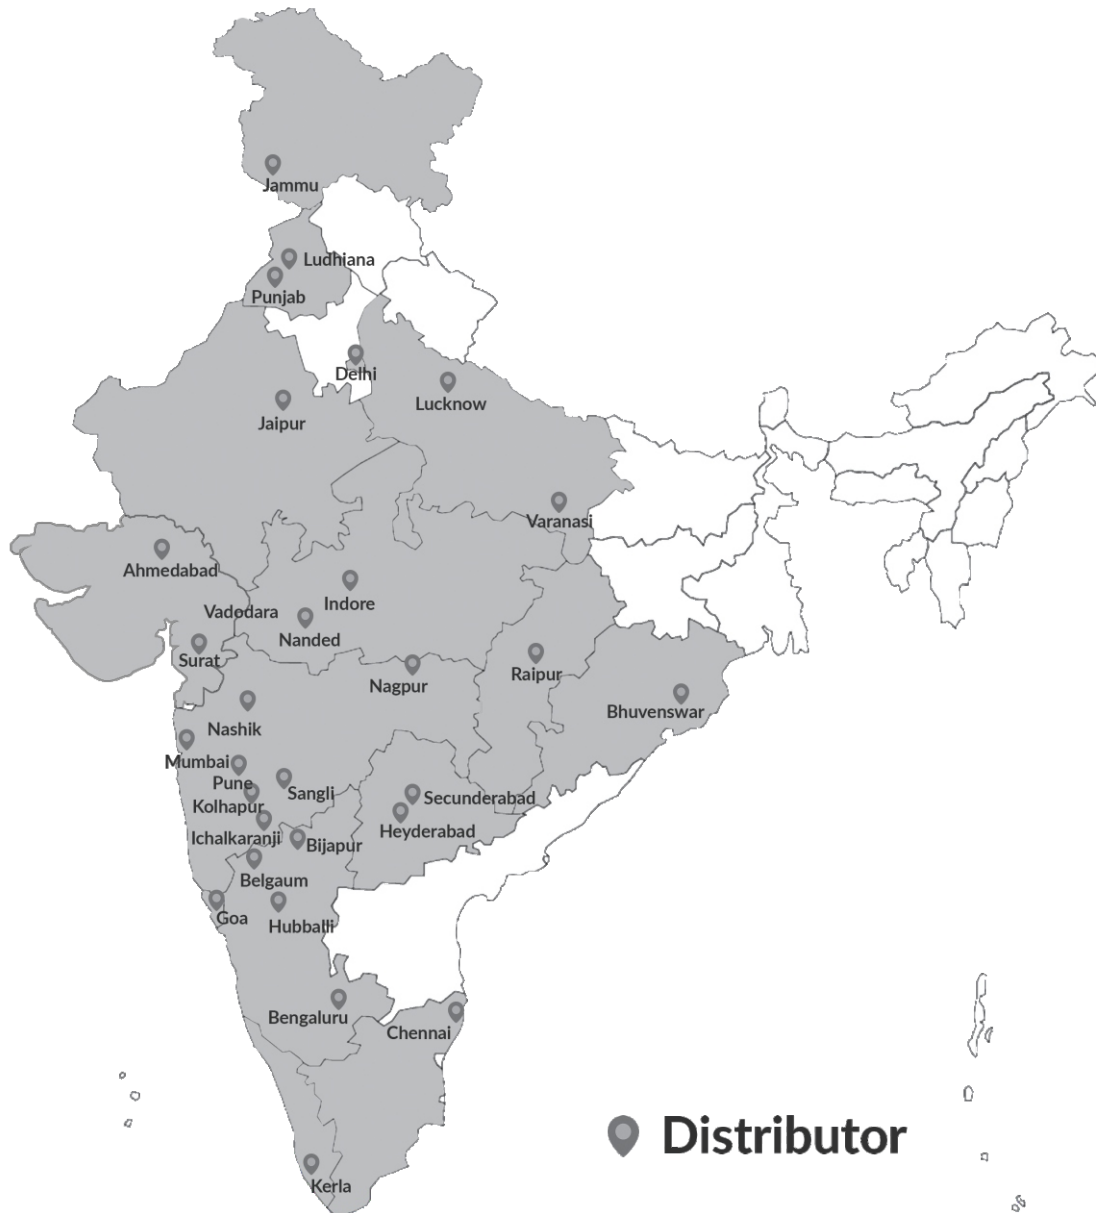 Jammu
Ludhiana
Punjab
Delhi
Lucknow
Jaipur
Varanasi
Ahmedabad
Indore
Vadodara
Nanded
Surat
Raipur
Nagpur
Bhuvenswar
Nashik
Mumbai
Pune
Sangli
Secunderabad
Kolhapur
Heyderabad
Ichalkaranji
Bijapur
Belgaum
Goa
Hubballi
Bengaluru
Chennai
Distributor
Kerla